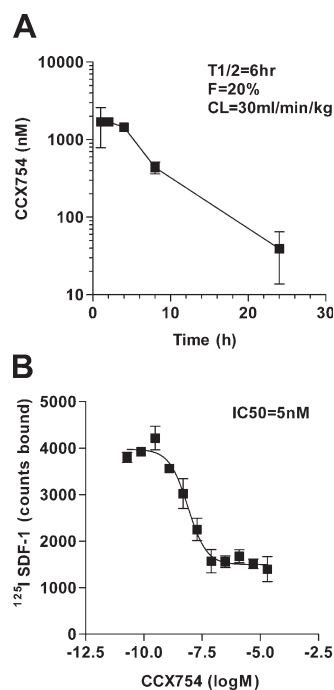 A
T1/2=6hr
F=20%
CL=30ml/min/kg
CCX754 (nM)
10000
1000
100
10
0 10 20 30
Time (h)
B
IC50=5nM
¹²⁵I SDF-1 (counts bound)
5000
4000
3000
2000
1000
0
-12.5 -10.0 -7.5 -5.0 -2.5
CCX754 (logM)